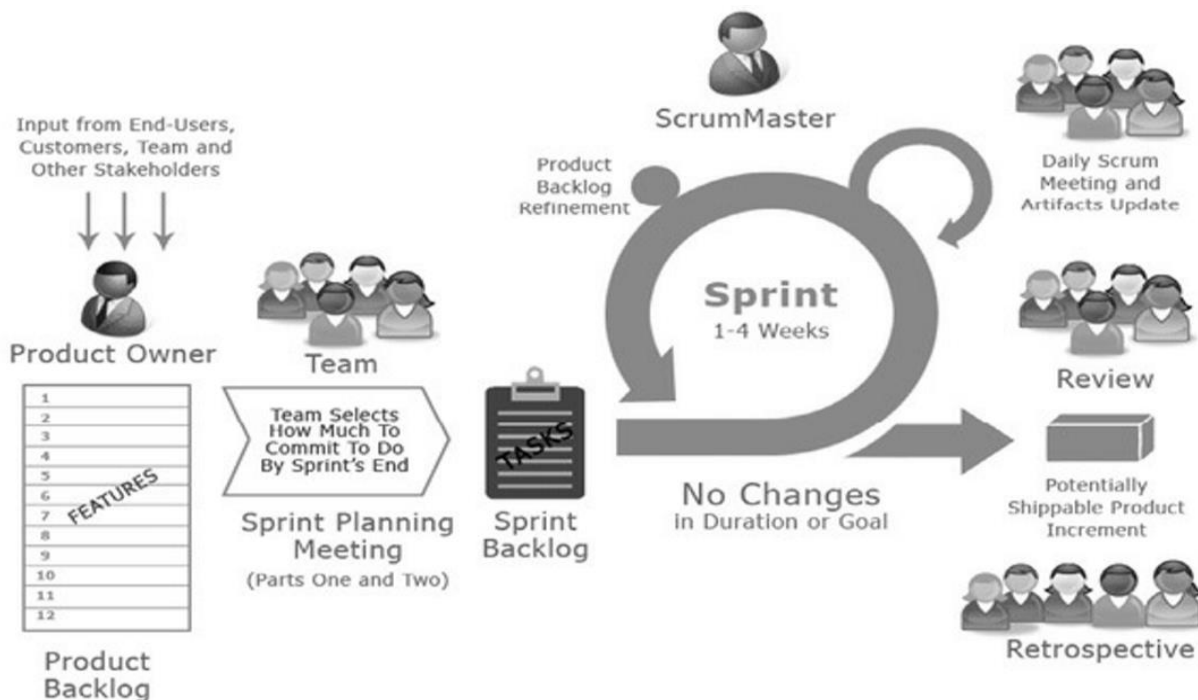 Input from End-Users,
Customers, Team and
Other Stakeholders
Product Owner
1
2
3
4
5
6
7
8
9
10
11
12
FEATURES
Product
Backlog
Team
Team Selects
How Much To
Commit To Do
By Sprint's End
Sprint Planning
Meeting
(Parts One and Two)
TASKS
Sprint
Backlog
ScrumMaster
Product
Backlog
Refinement
Sprint
1-4 Weeks
No Changes
in Duration or Goal
Daily Scrum
Meeting and
Artifacts Update
Review
Potentially
Shippable Product
Increment
Retrospective